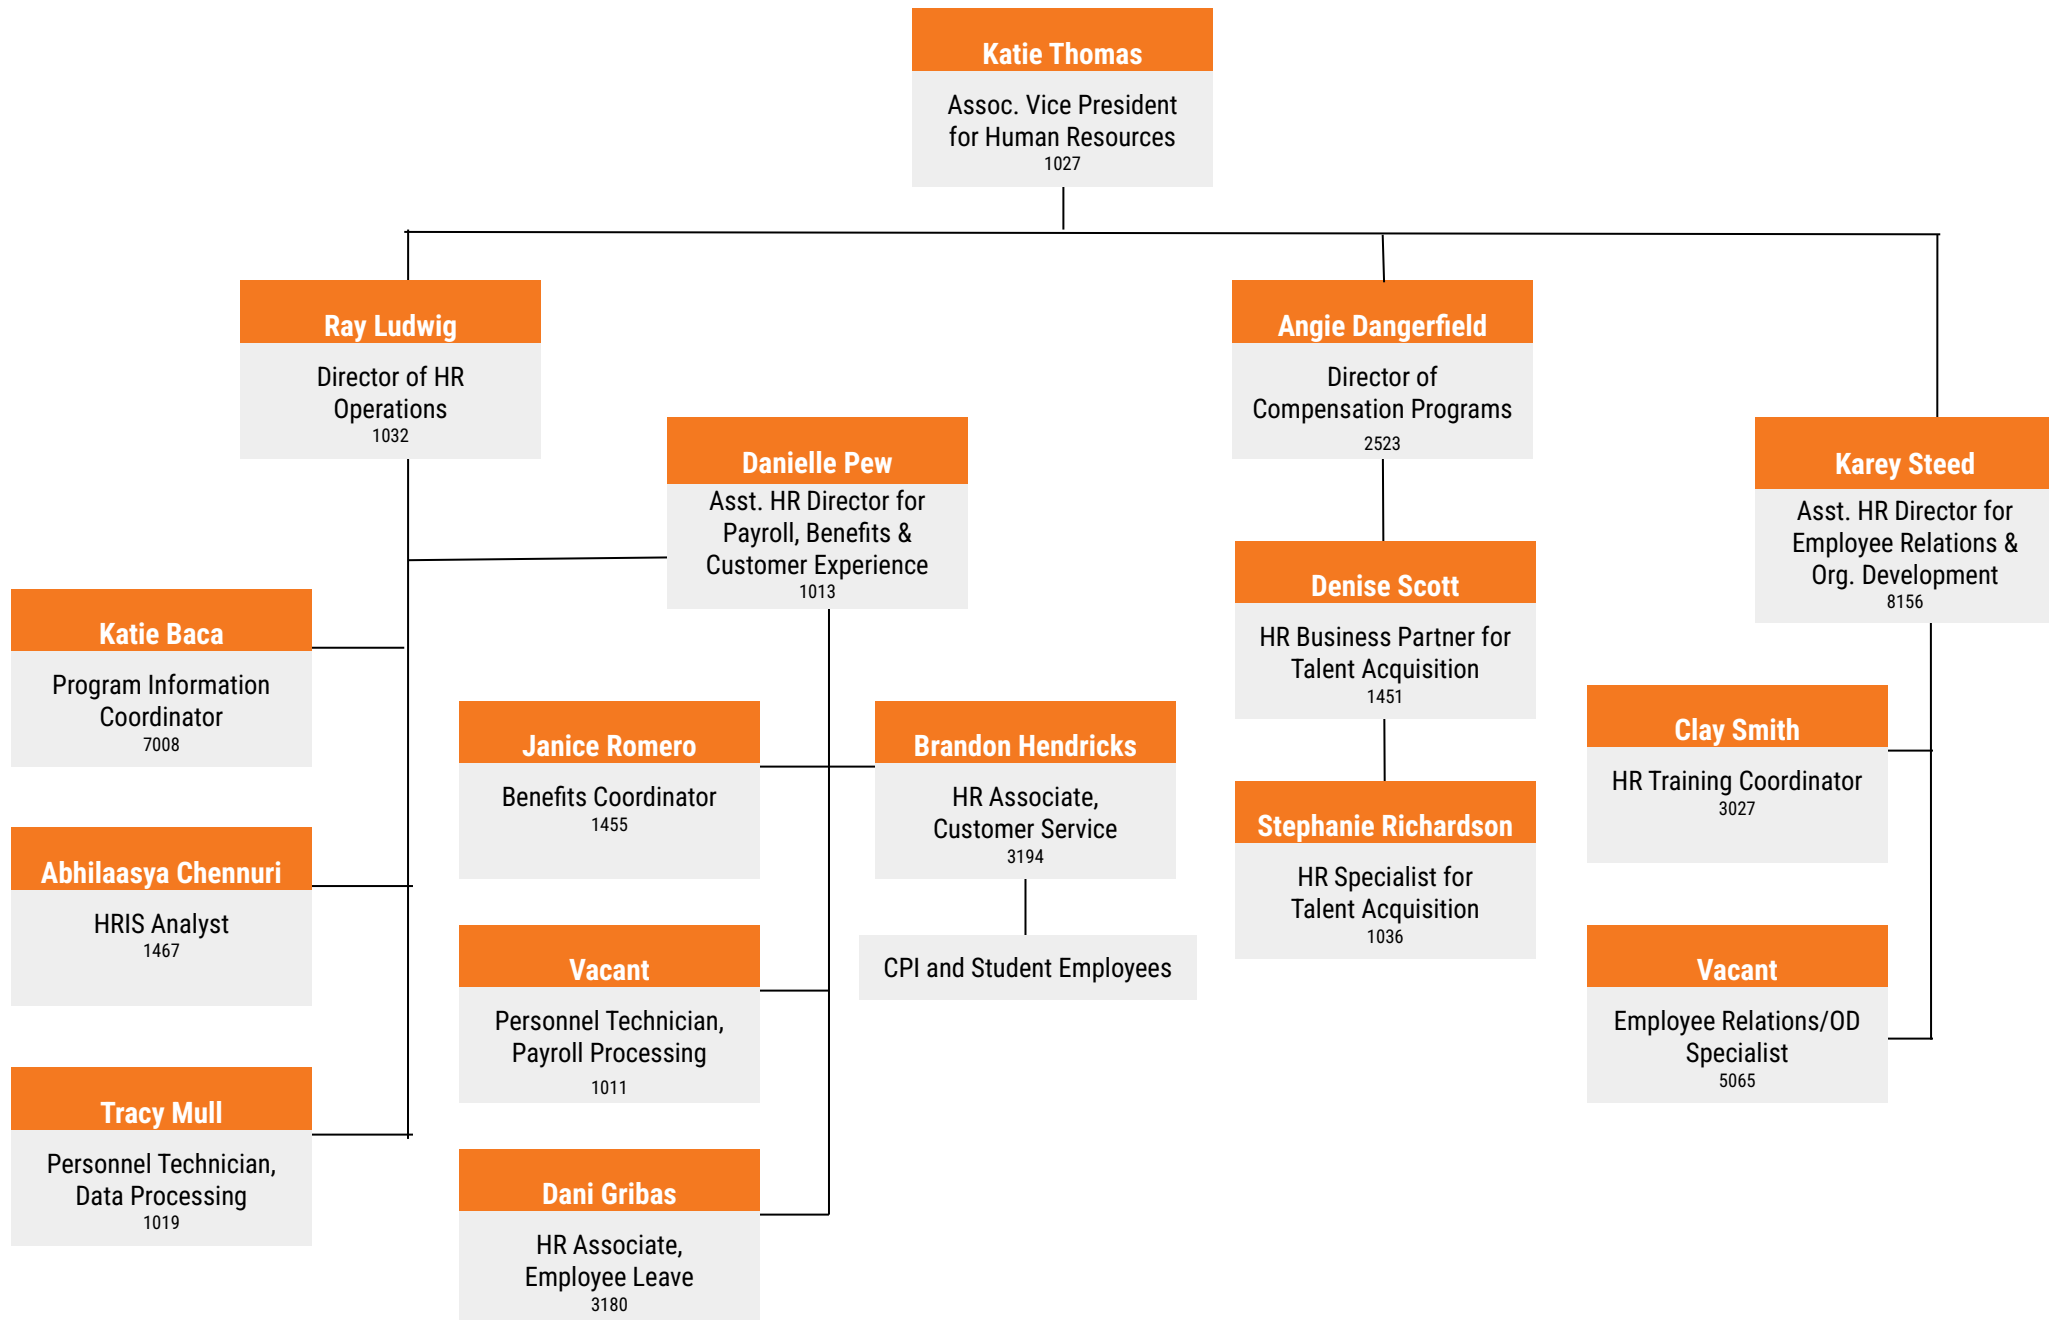 Katie Thomas
Assoc. Vice President
for Human Resources
1027
Ray Ludwig
Director of HR
Operations
1032
Angie Dangerfield
Director of
Compensation Programs
2523
Danielle Pew
Asst. HR Director for
Payroll, Benefits &
Customer Experience
1013
Karey Steed
Asst. HR Director for
Employee Relations &
Org. Development
8156
Katie Baca
Program Information
Coordinator
7008
Denise Scott
HR Business Partner for
Talent Acquisition
1451
Janice Romero
Benefits Coordinator
1455
Brandon Hendricks
HR Associate,
Customer Service
3194
Clay Smith
HR Training Coordinator
3027
Abhilaasya Chennuri
HRIS Analyst
1467
Stephanie Richardson
HR Specialist for
Talent Acquisition
1036
Vacant
Personnel Technician,
Payroll Processing
1011
CPI and Student Employees
Vacant
Employee Relations/OD
Specialist
5065
Tracy Mull
Personnel Technician,
Data Processing
1019
Dani Gribas
HR Associate,
Employee Leave
3180